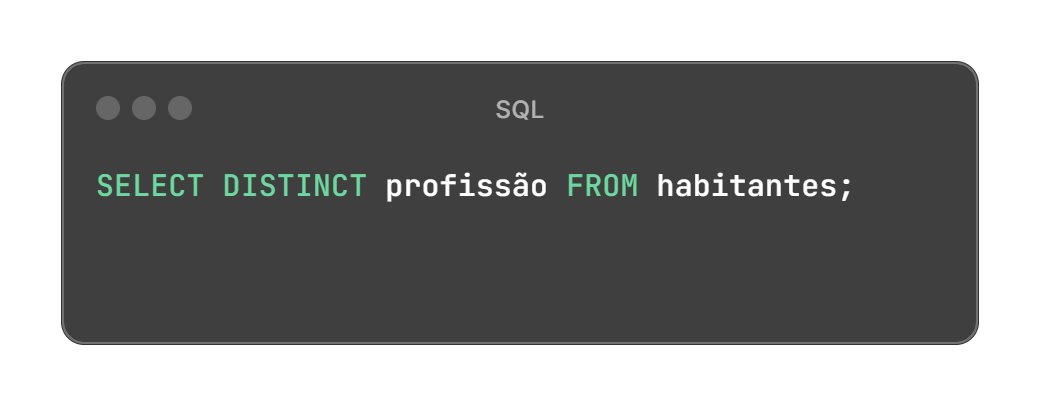 SQL
SELECT DISTINCT profissão FROM habitantes;